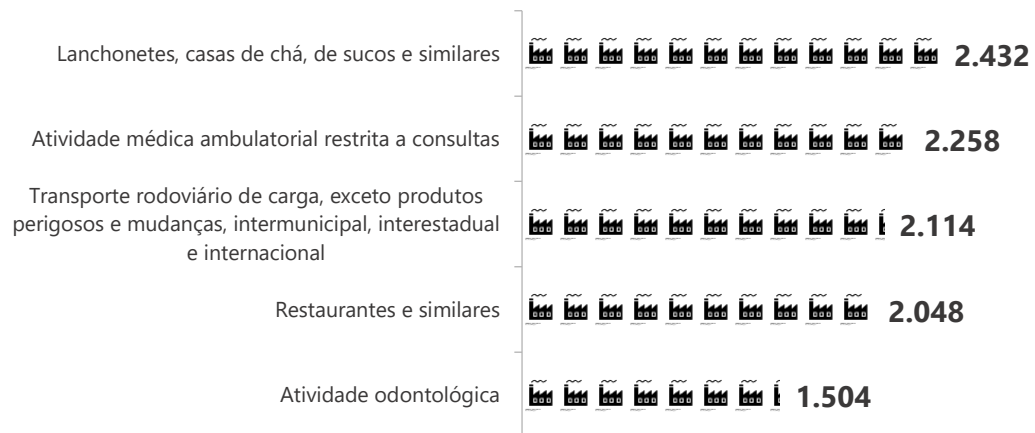 Lanchonetes, casas de chá, de sucos e similares 2.432
Atividade médica ambulatorial restrita a consultas 2.258
Transporte rodoviário de carga, exceto produtos
perigosos e mudanças, intermunicipal, interestadual
e internacional
2.114
Restaurantes e similares 2.048
Atividade odontológica 1.504